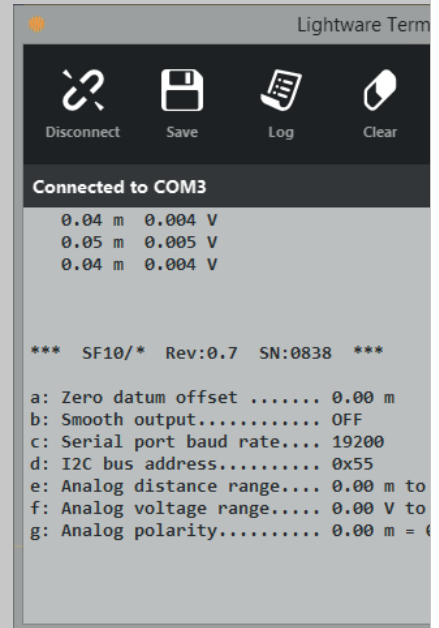 Lightware Term
Disconnect Save Log Clear
Connected to COM3
0.04 m 0.004 V
0.05 m 0.005 V
0.04 m 0.004 V
*** SF10/* Rev:0.7 SN:0838 ***
a: Zero datum offset ....... 0.00 m
b: Smooth output............ OFF
c: Serial port baud rate.... 19200
d: I2C bus address.......... 0x55
e: Analog distance range.... 0.00 m to
f: Analog voltage range..... 0.00 V to
g: Analog polarity.......... 0.00 m =